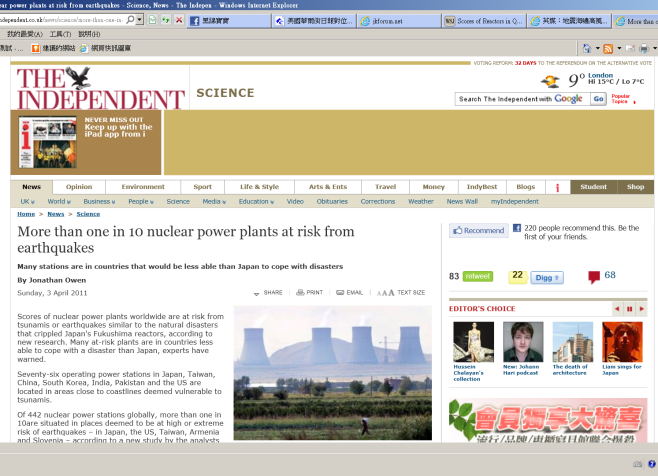 ear power plants at risk from earthquakes - Science, News - The Indepen - Windows Internet Explorer
dependent.co.uk/news/science/more-than-one-in-
美國華爾街日報對位...
jktforum.net
Scores of Reactors in Q...
英媒：地震海嘯高風...
More than o
我的最愛(A) 工具(T) 說明(H)
建議的網站 網頁快訊圖庫
VOTING REFORM: 32 DAYS TO THE REFERENDUM ON THE ALTERNATIVE VOTE
THE INDEPENDENT
SCIENCE
9° London
Hi 15°C / Lo 7°C
Search The Independent with Google Go
Popular Topics
NEVER MISS OUT
Keep up with the
iPad app from i
News Opinion Environment Sport Life & Style Arts & Ents Travel Money IndyBest Blogs i Student Shop
UK World Business People Science Media Education Video Obituaries Corrections Weather News Wall myIndependent
Home > News > Science
More than one in 10 nuclear power plants at risk from
earthquakes
Many stations are in countries that would be less able than Japan to cope with disasters
By Jonathan Owen
Sunday, 3 April 2011
SHARE PRINT EMAIL AAA TEXT SIZE
Scores of nuclear power plants worldwide are at risk from
tsunamis or earthquakes similar to the natural disasters
that crippled Japan's Fukushima reactors, according to
new research. Many at-risk plants are in countries less
able to cope with a disaster than Japan, experts have
warned.
Seventy-six operating power stations in Japan, Taiwan,
China, South Korea, India, Pakistan and the US are
located in areas close to coastlines deemed vulnerable to
tsunamis.
Of 442 nuclear power stations globally, more than one in
10are situated in places deemed to be at high or extreme
risk of earthquakes – in Japan, the US, Taiwan, Armenia
and Slovenia – according to a new study by the analysts
Recommend
220 people recommend this. Be the
first of your friends.
83 retweet 22 Digg 68
EDITOR'S CHOICE
Hussein
Chalayan's
collection
New: Johann
Hari podcast
The death of
architecture
Liam sings for
Japan
會員獨享大驚喜